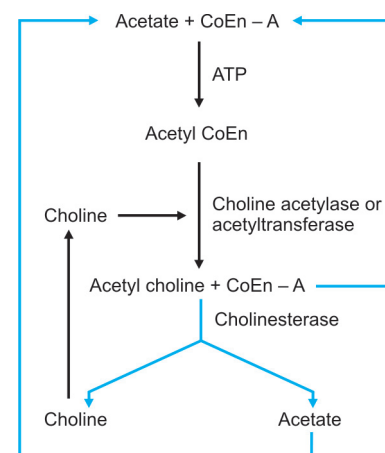 Acetate + CoEn – A
ATP
Acetyl CoEn
Choline
Choline acetylase or
acetyltransferase
Acetyl choline + CoEn – A
Cholinesterase
Choline
Acetate